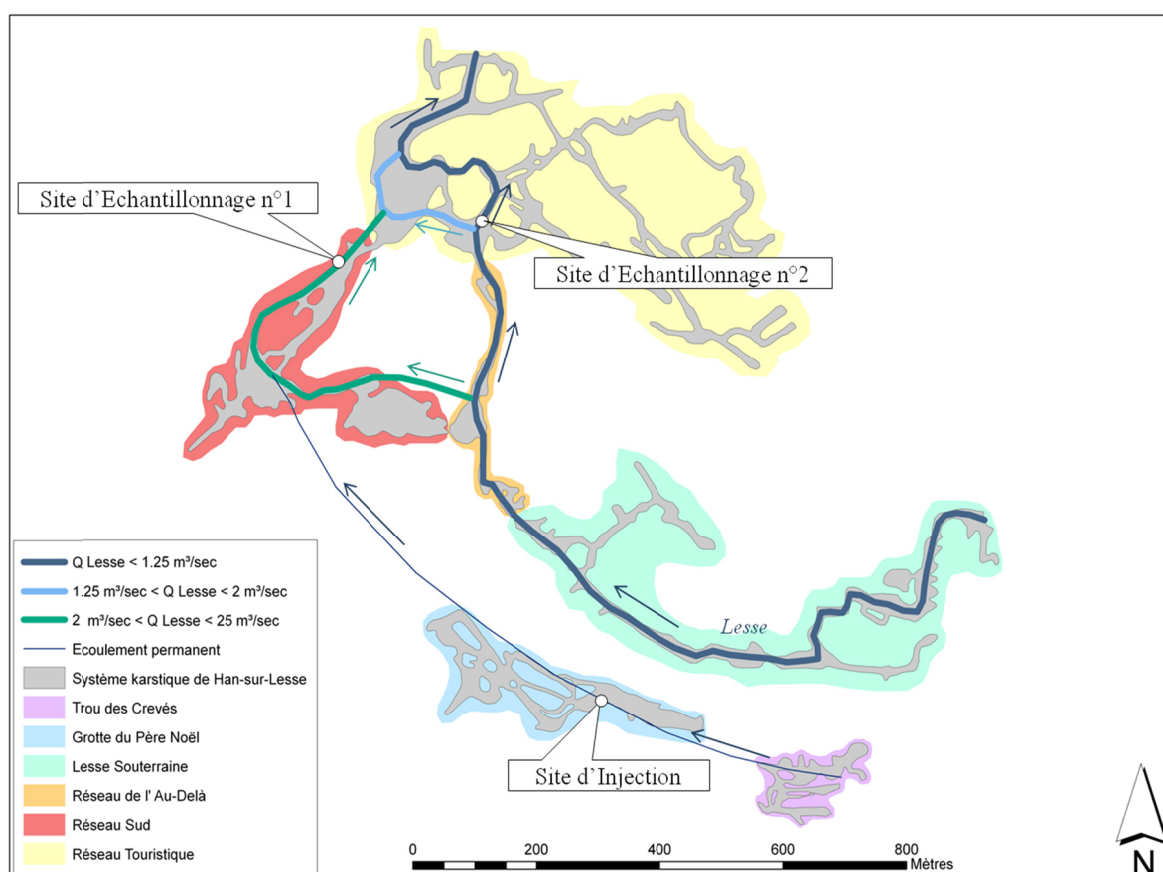 Site d'Echantillonnage n°1
Site d'Echantillonnage n°2
Lesse
Site d'Injection
Q Lesse < 1.25 m³/sec
1.25 m³/sec < Q Lesse < 2 m³/sec
2 m³/sec < Q Lesse < 25 m³/sec
Ecoulement permanent
Système karstique de Han-sur-Lesse
Trou des Crevés
Grotte du Père Noël
Lesse Souterraine
Réseau de l' Au-Delà
Réseau Sud
Réseau Touristique
0 200 400 600 800
Mètres
N